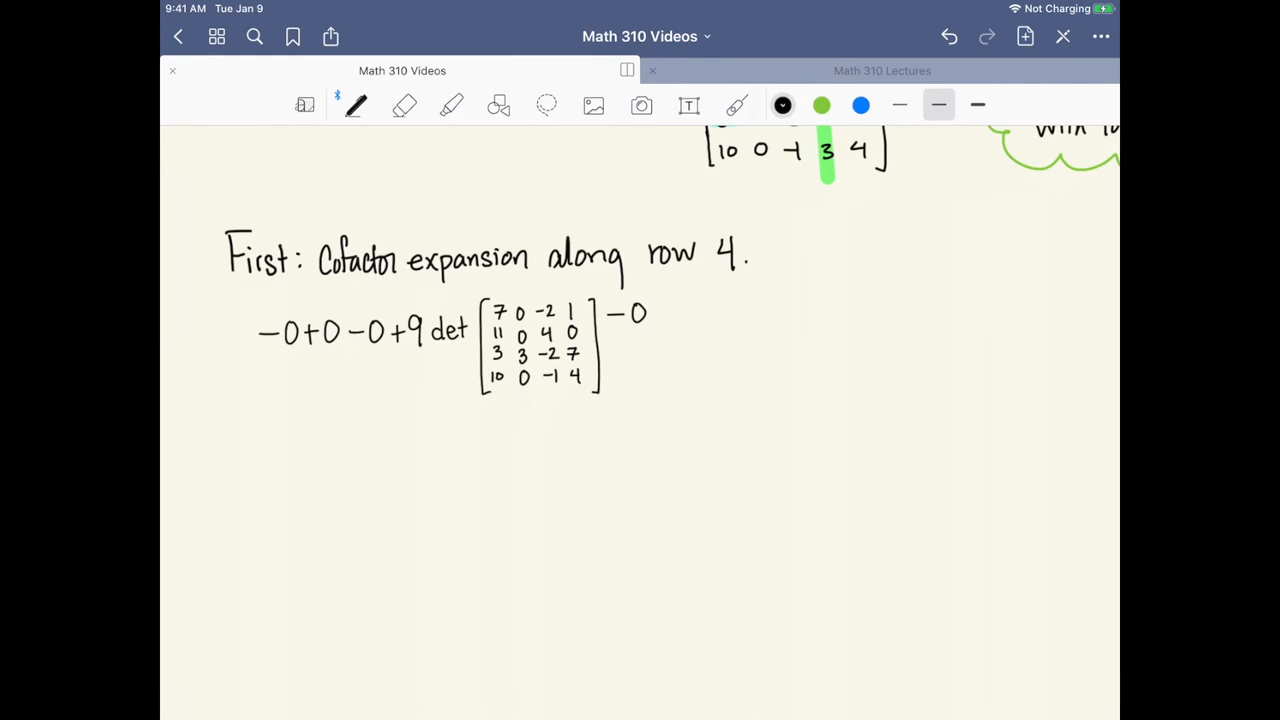 9:41 AM Tue Jan 9
Not Charging
Math 310 Videos
Math 310 Videos
Math 310 Lectures
10 0 -1 3 4
First: Cofactor expansion along row 4.
-0+0-0+9 det [7 0 -2 1 -0
11 0 4 0
3 3 -2 7
10 0 -1 4]